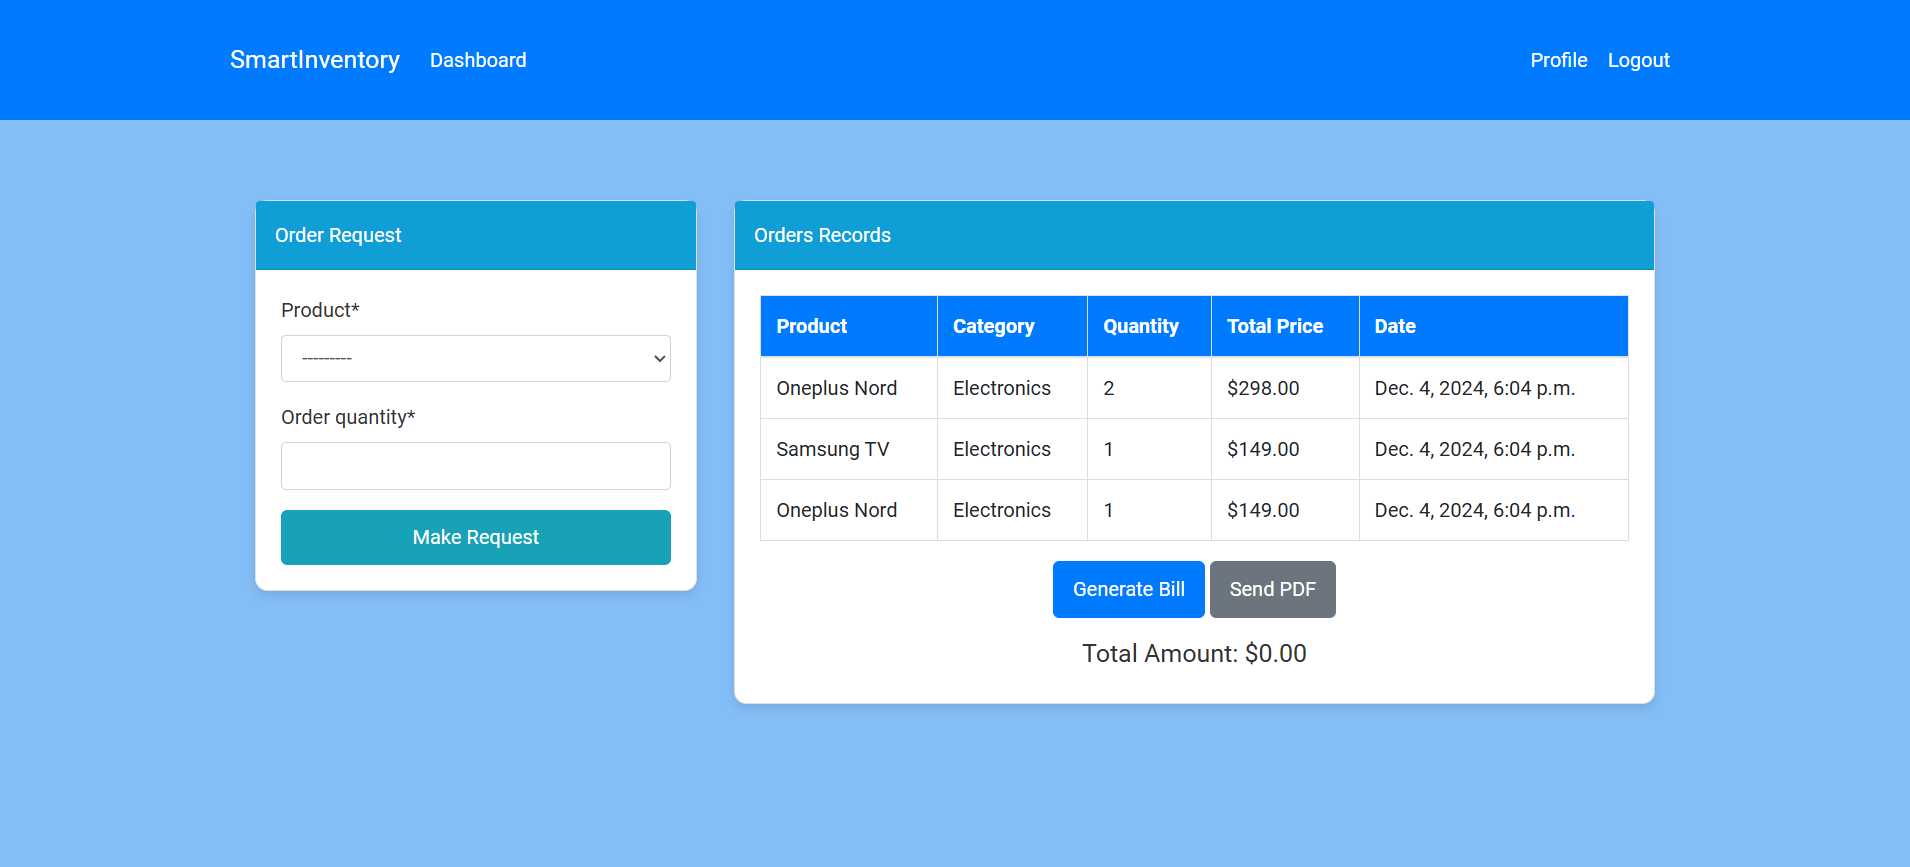 SmartInventory Dashboard Profile Logout
Order Request
Product*
---------
Order quantity*
Make Request
Orders Records
Product Category Quantity Total Price Date
Oneplus Nord Electronics 2 $298.00 Dec. 4, 2024, 6:04 p.m.
Samsung TV Electronics 1 $149.00 Dec. 4, 2024, 6:04 p.m.
Oneplus Nord Electronics 1 $149.00 Dec. 4, 2024, 6:04 p.m.
Generate Bill Send PDF
Total Amount: $0.00